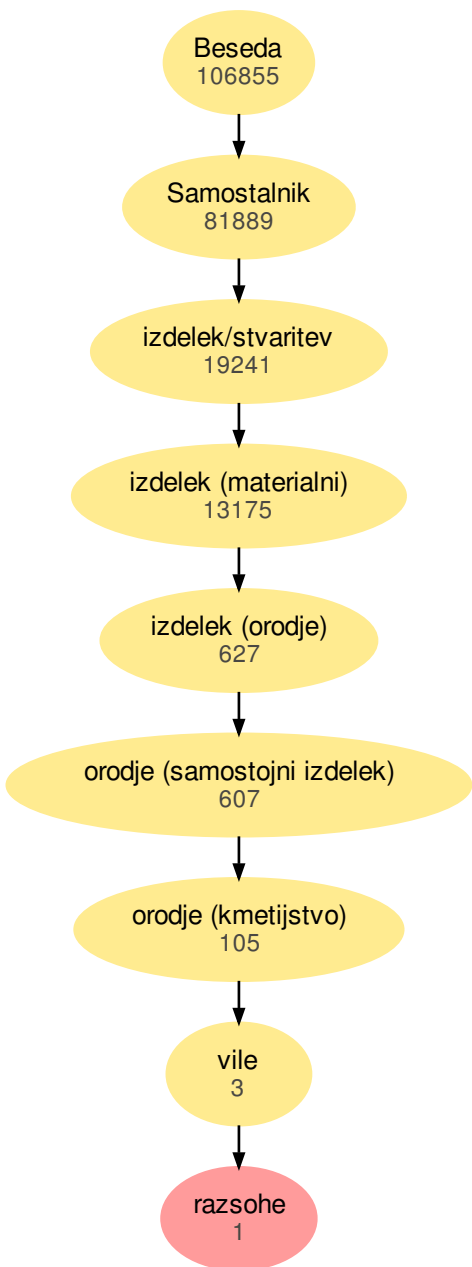 Beseda
106855
Samostalnik
81889
izdelek/stvaritev
19241
izdelek (materialni)
13175
izdelek (orodje)
627
orodje (samostojni izdelek)
607
orodje (kmetijstvo)
105
vile
3
razsohe
1